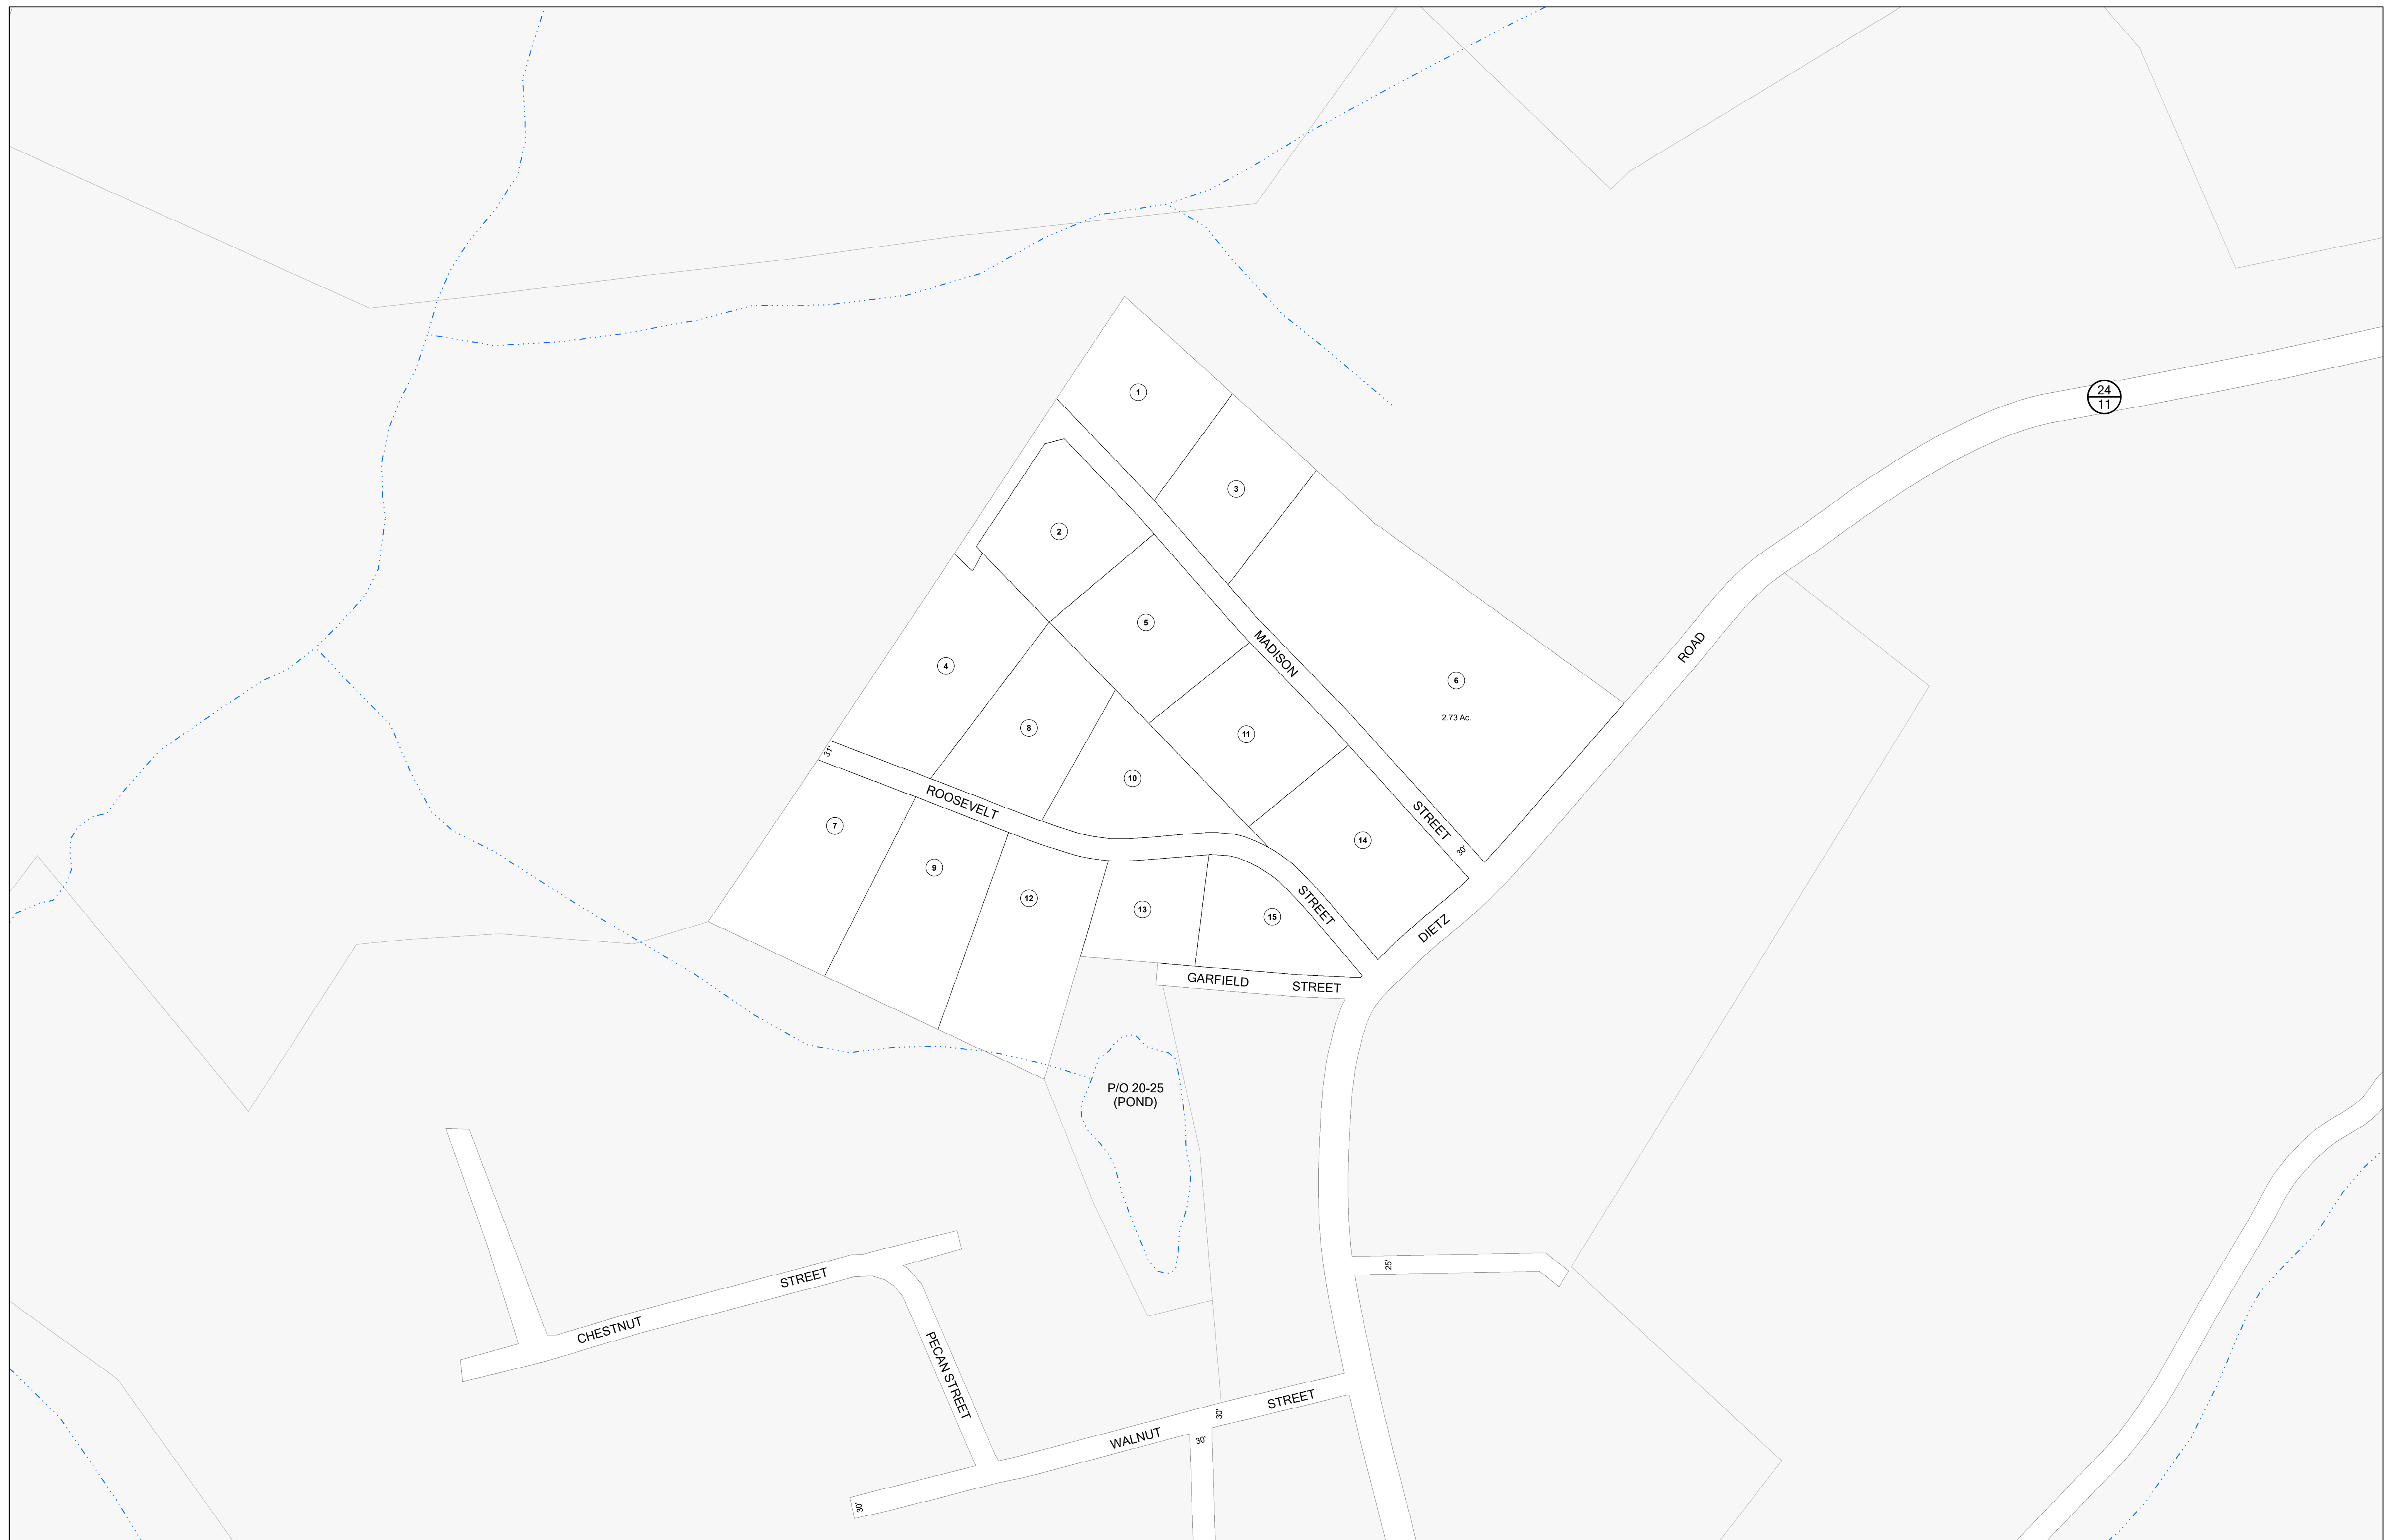 1
24
11
3
2
5
MADISON
ROAD
4
6
2.73 Ac.
8
11
31'
10
ROOSEVELT
STREET
7
14
30'
9
12
STREET
13
15
DIETZ
GARFIELD STREET
P/O 20-25
(POND)
25'
STREET
CHESTNUT
PECAN STREET
STREET
30'
WALNUT
30'
30'